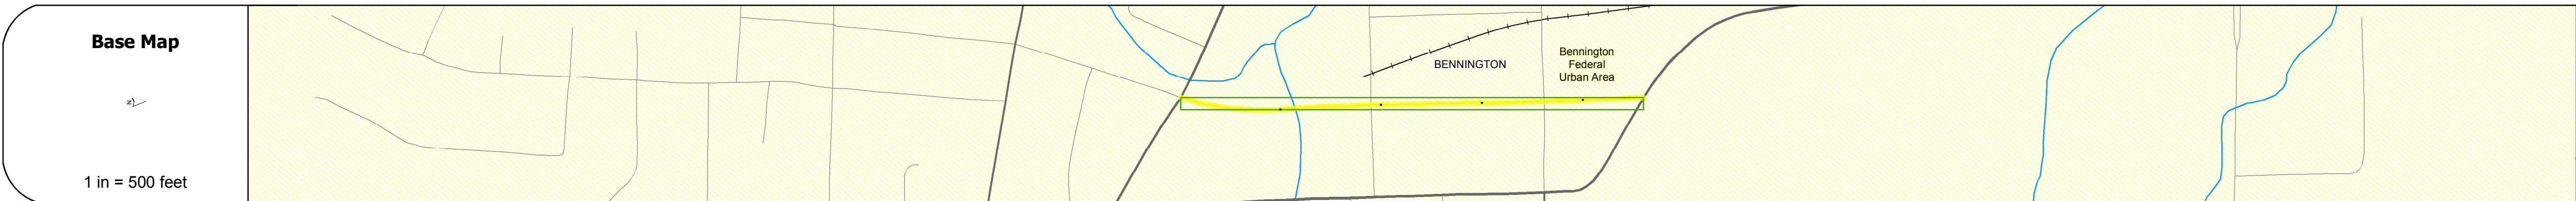 Base Map
N
1 in = 500 feet
BENNINGTON
Bennington
Federal
Urban Area